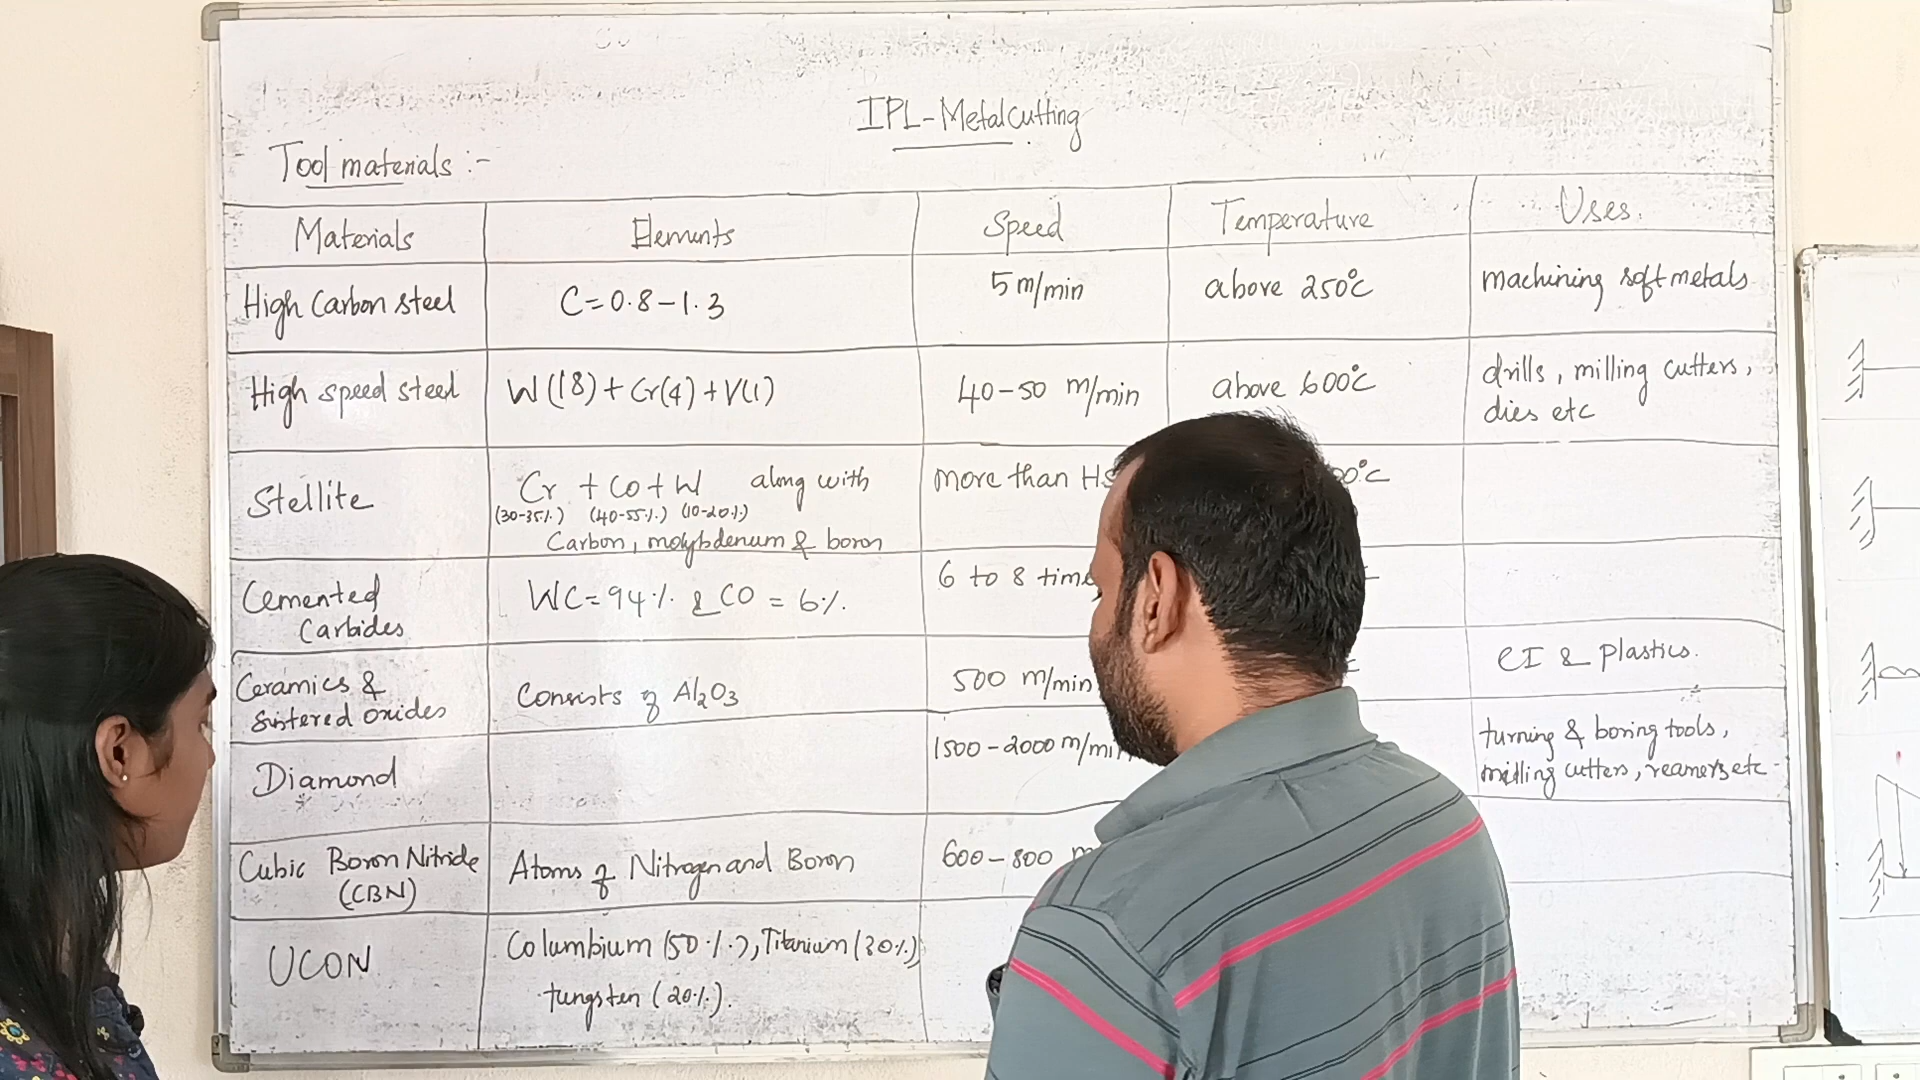 IPL-Metalcutting
Tool materials :-
Materials Elements Speed Temperature Uses.
High Carbon steel C=0.8-1.3 5 m/min above 250°C machining soft metals
High speed steel W(18)+Cr(4)+V(1) 40-50 m/min above 600°C drills, milling cutters,
dies etc
Stellite Cr + Co + W along with more than
(30-35%) (40-55%) (10-20%)
Carbon, molybdenum & boron
Cemented
Carbides WC=94% & CO = 6%. 6 to 8
Ceramics &
sintered oxides Consists of Al2O3 500 m/min CI & Plastics.
Diamond 1500-2000 m/min turning & boring tools,
milling cutters, reamers etc
Cubic Boron Nitride
(CBN) Atoms of Nitrogen and Boron 600-800
UCON Columbium (50%), Titanium (30%)
tungsten (20%).